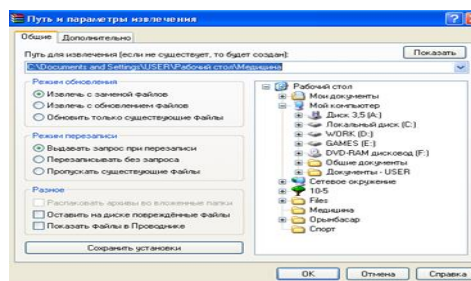 Путь и параметры извлечения
Общие Дополнительно
Путь для извлечения (если не существует, то будет создан):
Показать
C:\Documents and Settings\USER\Рабочий стол\Медицина
Режим обновления
Извлечь с заменой файлов
Извлечь с обновлением файлов
Обновить только существующие файлы
Режим перезаписи
Выдавать запрос при перезаписи
Перезаписывать без запроса
Пропускать существующие файлы
Разное
Распаковать архивы во вложенные папки
Оставить на диске повреждённые файлы
Показать файлы в Проводнике
Сохранить установки
Рабочий стол
Мои документы
Мой компьютер
Диск 3,5 (A:)
Локальный диск (C:)
WORK (D:)
GAMES (E:)
DVD-RAM дисковод (F:)
Общие документы
Документы - USER
Сетевое окружение
10-5
Files
Медицина
Орынбасар
Спорт
OK Отмена Справка